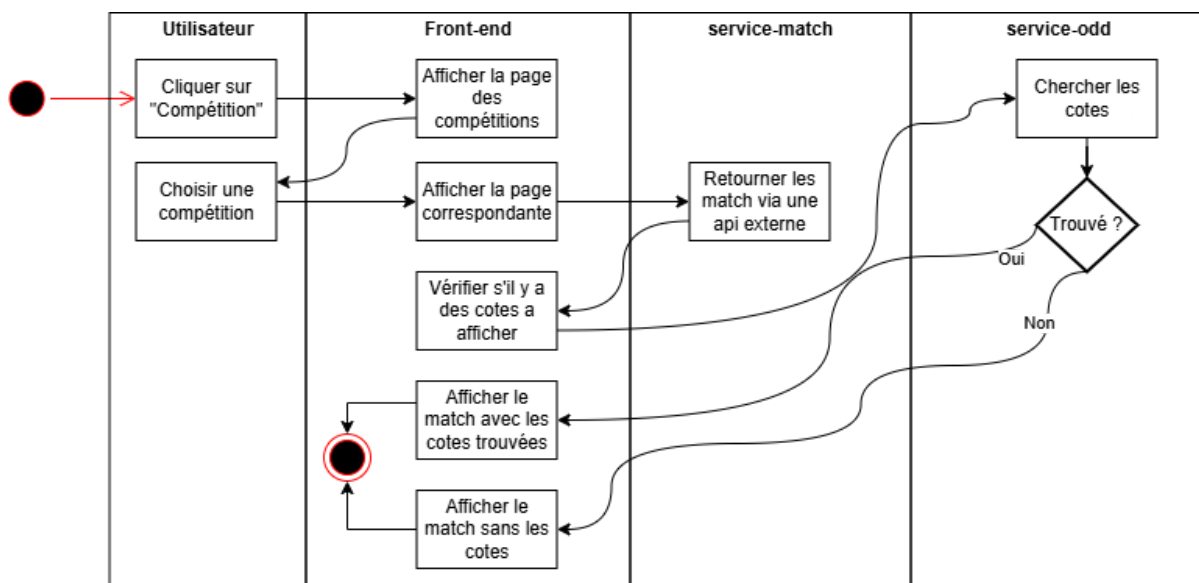 Utilisateur
Front-end
service-match
service-odd
Cliquer sur
"Compétition"
Afficher la page
des
compétitions
Chercher les
cotes
Choisir une
compétition
Afficher la page
correspondante
Retourner les
match via une
api externe
Trouvé ?
Oui
Non
Vérifier s'il y a
des cotes a
afficher
Afficher le
match avec les
cotes trouvées
Afficher le
match sans les
cotes